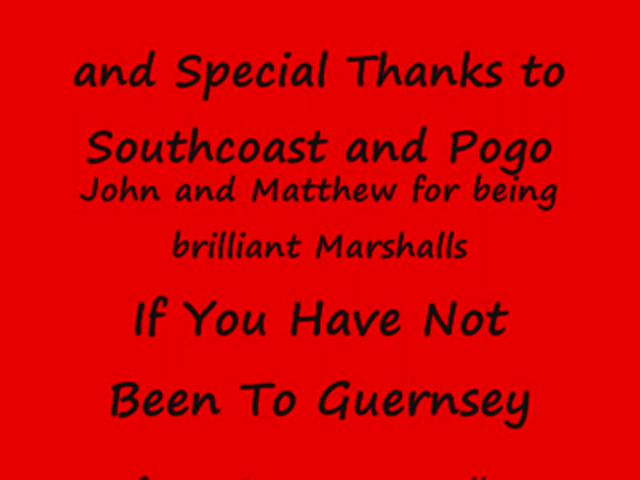 and Special Thanks to
Southcoast and Pogo
John and Matthew for being
brilliant Marshalls
If You Have Not
Been To Guernsey